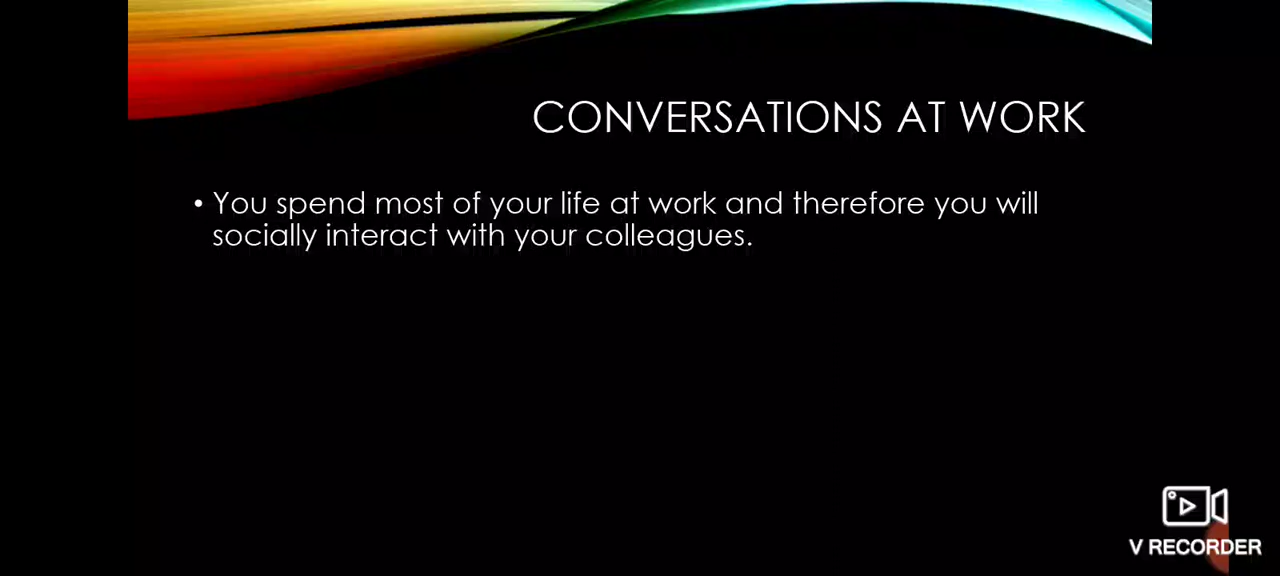 CONVERSATIONS AT WORK
• You spend most of your life at work and therefore you will
socially interact with your colleagues.
V RECORDER